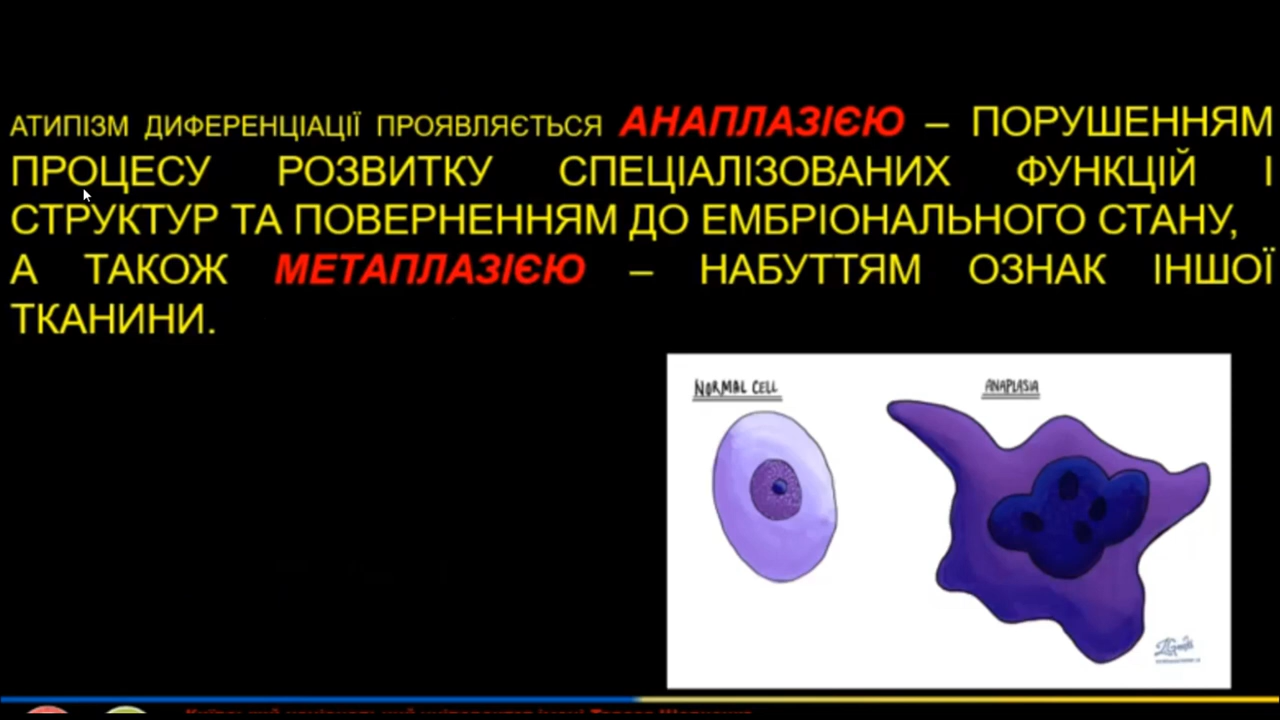 АТИПІЗМ ДИФЕРЕНЦІАЦІЇ ПРОЯВЛЯЄТЬСЯ АНАПЛАЗІЄЮ – ПОРУШЕННЯМ
ПРОЦЕСУ РОЗВИТКУ СПЕЦІАЛІЗОВАНИХ ФУНКЦІЙ І
СТРУКТУР ТА ПОВЕРНЕННЯМ ДО ЕМБРІОНАЛЬНОГО СТАНУ,
А ТАКОЖ МЕТАПЛАЗІЄЮ – НАБУТТЯМ ОЗНАК ІНШОЇ
ТКАНИНИ.
NORMAL CELL
ANAPLASIA